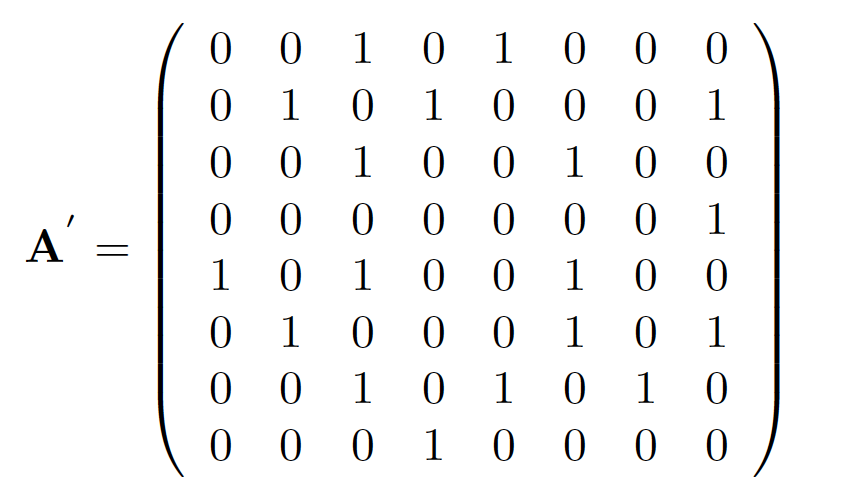 0 0 1 0 1 0 0 0
0 1 0 1 0 0 0 1
0 0 1 0 0 1 0 0
0 0 0 0 0 0 0 1
A′ =
1 0 1 0 0 1 0 0
0 1 0 0 0 1 0 1
0 0 1 0 1 0 1 0
0 0 0 1 0 0 0 0